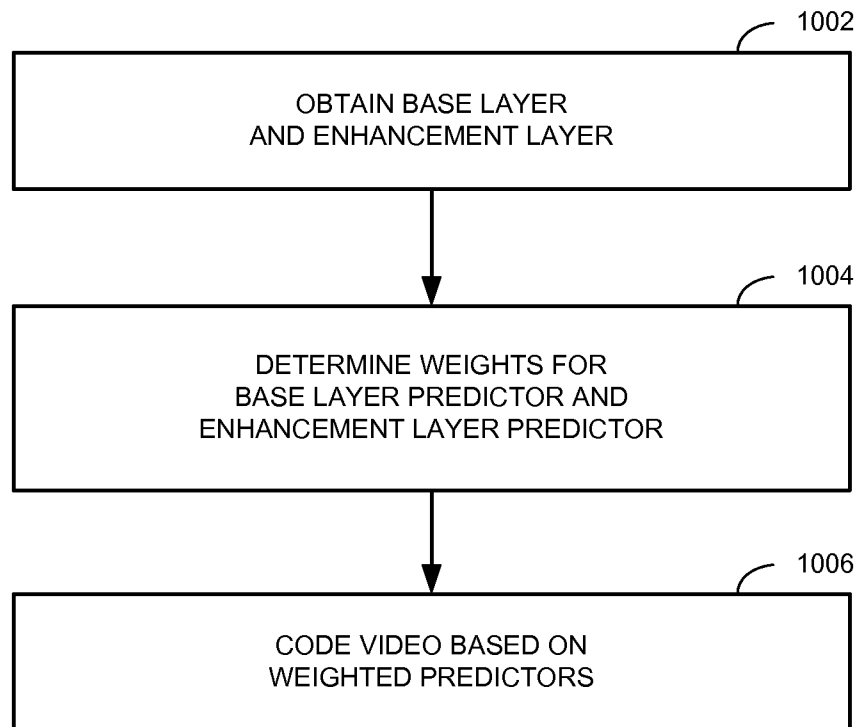 1002
OBTAIN BASE LAYER
AND ENHANCEMENT LAYER
1004
DETERMINE WEIGHTS FOR
BASE LAYER PREDICTOR AND
ENHANCEMENT LAYER PREDICTOR
1006
CODE VIDEO BASED ON
WEIGHTED PREDICTORS